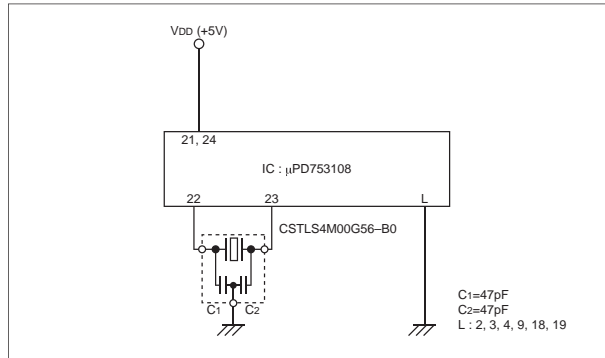 VDD (+5V)
21, 24
IC : μPD753108
22
23
L
CSTLS4M00G56–B0
C1
C2
C1=47pF
C2=47pF
L : 2, 3, 4, 9, 18, 19